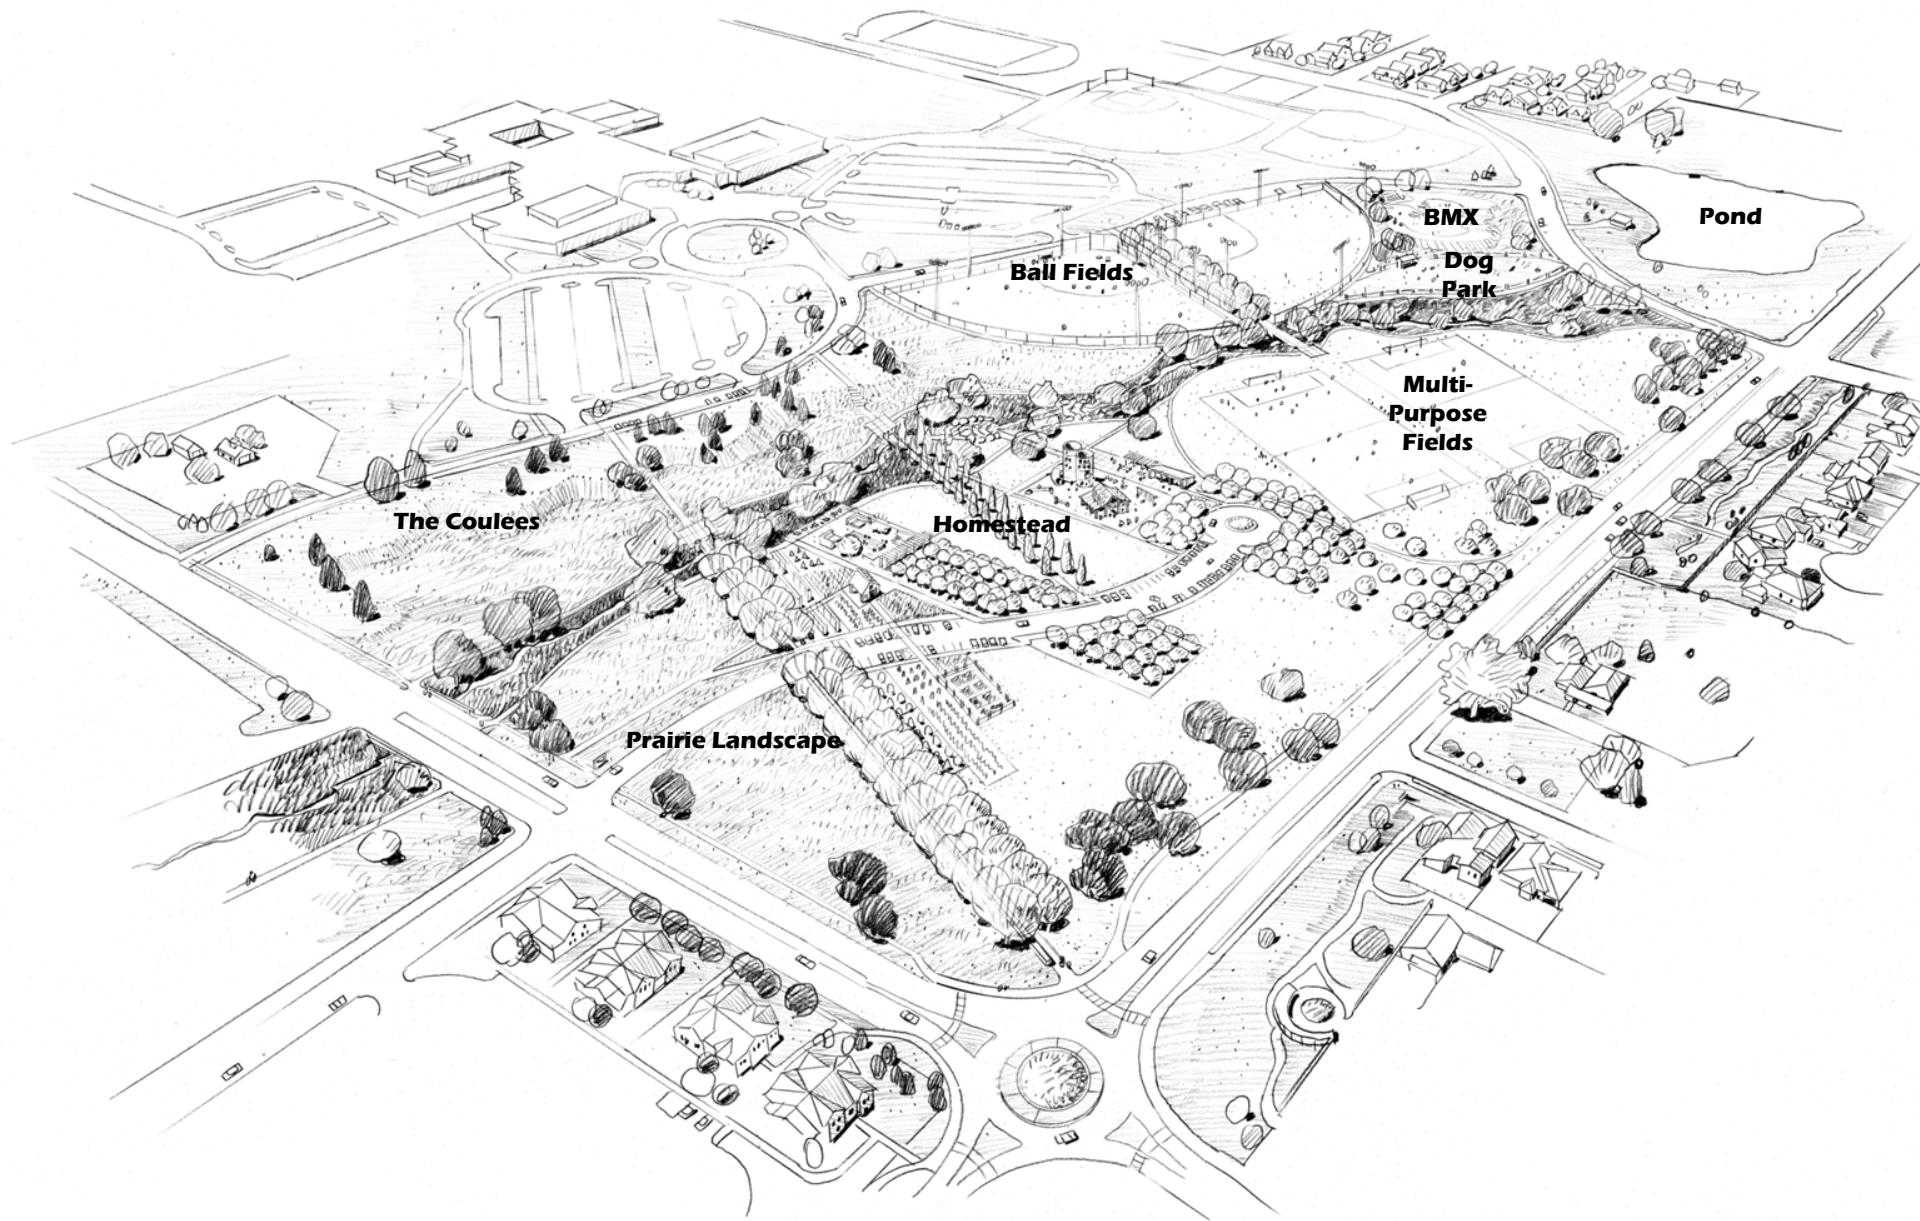 BMX
Pond
Dog
Park
Ball Fields
Multi-
Purpose
Fields
The Coulees
Homestead
Prairie Landscape